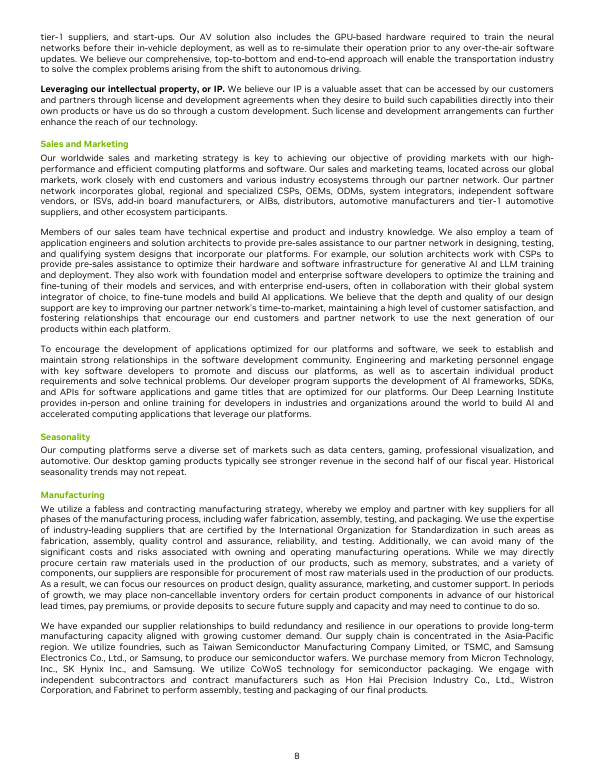 tier-1 suppliers, and start-ups. Our AV solution also includes the GPU-based hardware required to train the neural
networks before their in-vehicle deployment, as well as to re-simulate their operation prior to any over-the-air software
updates. We believe our comprehensive, top-to-bottom and end-to-end approach will enable the transportation industry
to solve the complex problems arising from the shift to autonomous driving.
Leveraging our intellectual property, or IP. We believe our IP is a valuable asset that can be accessed by our customers
and partners through license and development agreements when they desire to build such capabilities directly into their
own products or have us do so through a custom development. Such license and development arrangements can further
enhance the reach of our technology.
Sales and Marketing
Our worldwide sales and marketing strategy is key to achieving our objective of providing markets with our high-
performance and efficient computing platforms and software. Our sales and marketing teams, located across our global
markets, work closely with end customers and various industry ecosystems through our partner network. Our partner
network incorporates global, regional and specialized CSPs, OEMs, ODMs, system integrators, independent software
vendors, or ISVs, add-in board manufacturers, or AIBs, distributors, automotive manufacturers and tier-1 automotive
suppliers, and other ecosystem participants.
Members of our sales team have technical expertise and product and industry knowledge. We also employ a team of
application engineers and solution architects to provide pre-sales assistance to our partner network in designing, testing,
and qualifying system designs that incorporate our platforms. For example, our solution architects work with CSPs to
provide pre-sales assistance to optimize their hardware and software infrastructure for generative AI and LLM training
and deployment. They also work with foundation model and enterprise software developers to optimize the training and
fine-tuning of their models and services, and with enterprise end-users, often in collaboration with their global system
integrator of choice, to fine-tune models and build AI applications. We believe that the depth and quality of our design
support are key to improving our partner network's time-to-market, maintaining a high level of customer satisfaction, and
fostering relationships that encourage our end customers and partner network to use the next generation of our
products within each platform.
To encourage the development of applications optimized for our platforms and software, we seek to establish and
maintain strong relationships in the software development community. Engineering and marketing personnel engage
with key software developers to promote and discuss our platforms, as well as to ascertain individual product
requirements and solve technical problems. Our developer program supports the development of AI frameworks, SDKs,
and APIs for software applications and game titles that are optimized for our platforms. Our Deep Learning Institute
provides in-person and online training for developers in industries and organizations around the world to build AI and
accelerated computing applications that leverage our platforms.
Seasonality
Our computing platforms serve a diverse set of markets such as data centers, gaming, professional visualization, and
automotive. Our desktop gaming products typically see stronger revenue in the second half of our fiscal year. Historical
seasonality trends may not repeat.
Manufacturing
We utilize a fabless and contracting manufacturing strategy, whereby we employ and partner with key suppliers for all
phases of the manufacturing process, including wafer fabrication, assembly, testing, and packaging. We use the expertise
of industry-leading suppliers that are certified by the International Organization for Standardization in such areas as
fabrication, assembly, quality control and assurance, reliability, and testing. Additionally, we can avoid many of the
significant costs and risks associated with owning and operating manufacturing operations. While we may directly
procure certain raw materials used in the production of our products, such as memory, substrates, and a variety of
components, our suppliers are responsible for procurement of most raw materials used in the production of our products.
As a result, we can focus our resources on product design, quality assurance, marketing, and customer support. In periods
of growth, we may place non-cancellable inventory orders for certain product components in advance of our historical
lead times, pay premiums, or provide deposits to secure future supply and capacity and may need to continue to do so.
We have expanded our supplier relationships to build redundancy and resilience in our operations to provide long-term
manufacturing capacity aligned with growing customer demand. Our supply chain is concentrated in the Asia-Pacific
region. We utilize foundries, such as Taiwan Semiconductor Manufacturing Company Limited, or TSMC, and Samsung
Electronics Co., Ltd., or Samsung, to produce our semiconductor wafers. We purchase memory from Micron Technology,
Inc., SK Hynix Inc., and Samsung. We utilize CoWoS technology for semiconductor packaging. We engage with
independent subcontractors and contract manufacturers such as Hon Hai Precision Industry Co., Ltd., Wistron
Corporation, and Fabrinet to perform assembly, testing and packaging of our final products.
8